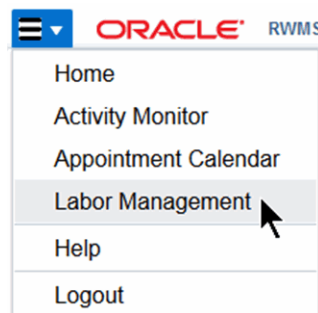 ORACLE RWMS
Home
Activity Monitor
Appointment Calendar
Labor Management
Help
Logout